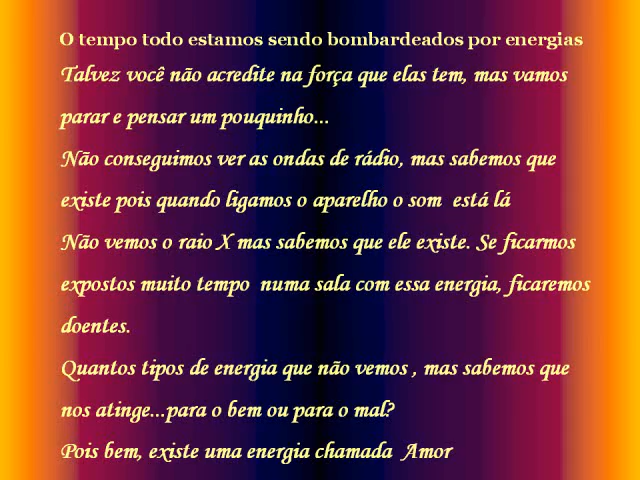 O tempo todo estamos sendo bombardeados por energias
Talvez você não acredite na força que elas tem, mas vamos
parar e pensar um pouquinho...
Não conseguimos ver as ondas de rádio, mas sabemos que
existe pois quando ligamos o aparelho o som  está lá
Não vemos o raio X mas sabemos que ele existe. Se ficarmos
expostos muito tempo  numa sala com essa energia, ficaremos
doentes.
Quantos tipos de energia que não vemos , mas sabemos que
nos atinge...para o bem ou para o mal?
Pois bem, existe uma energia chamada  Amor